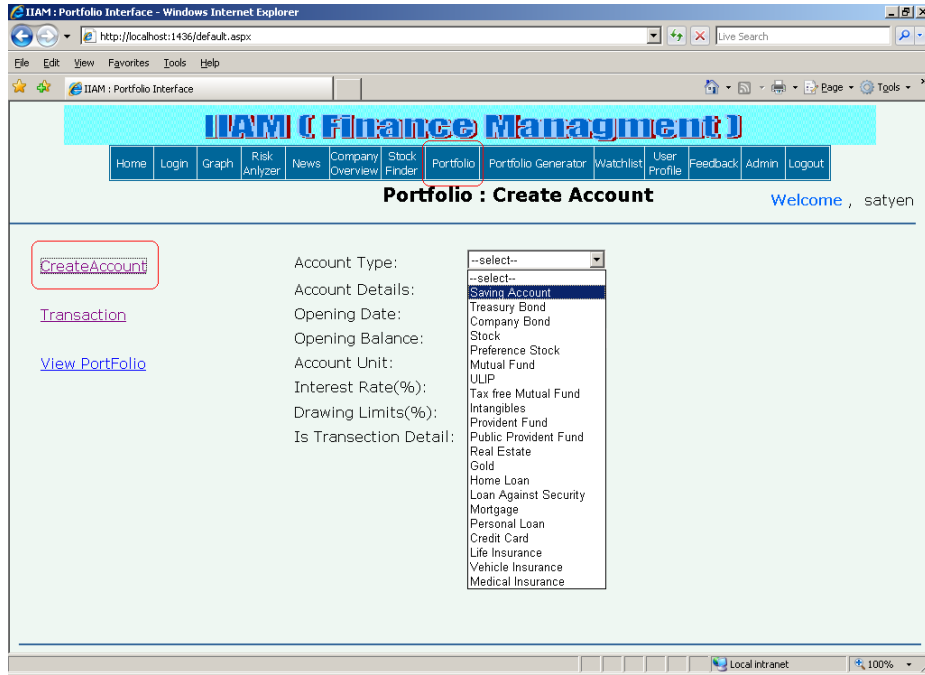 IIAM : Portfolio Interface - Windows Internet Explorer
http://localhost:1436/default.aspx
Live Search
File Edit View Favorites Tools Help
IIAM : Portfolio Interface
Page Tools
IIAM ( Finance Managment )
Home Login Graph Risk Anlyzer News Company Overview Stock Finder Portfolio Portfolio Generator Watchlist User Profile Feedback Admin Logout
Portfolio : Create Account
Welcome , satyen
CreateAccount
Transaction
View PortFolio
Account Type:
Account Details:
Opening Date:
Opening Balance:
Account Unit:
Interest Rate(%):
Drawing Limits(%):
Is Transection Detail:
--select--
--select--
Saving Account
Treasury Bond
Company Bond
Stock
Preference Stock
Mutual Fund
ULIP
Tax free Mutual Fund
Intangibles
Provident Fund
Public Provident Fund
Real Estate
Gold
Home Loan
Loan Against Security
Mortgage
Personal Loan
Credit Card
Life Insurance
Vehicle Insurance
Medical Insurance
Local intranet
100%